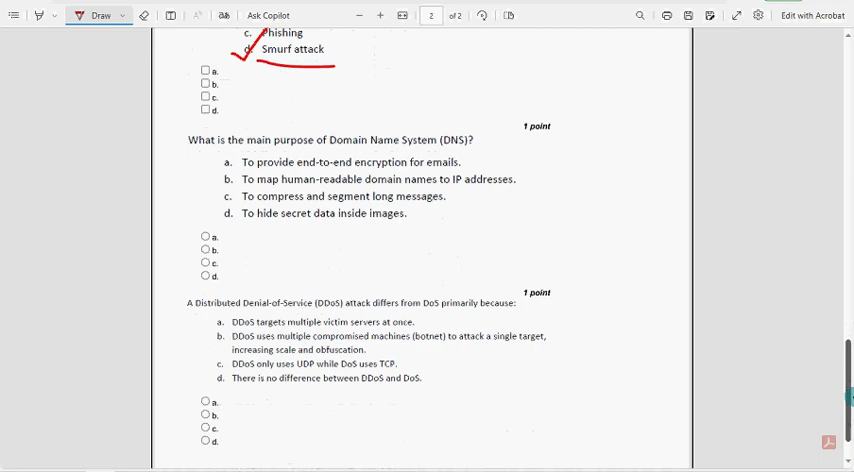 Draw
Ask Copilot
2
of 2
Edit with Acrobat
c. Phishing
d. Smurf attack
a.
b.
c.
d.
1 point
What is the main purpose of Domain Name System (DNS)?
a. To provide end-to-end encryption for emails.
b. To map human-readable domain names to IP addresses.
c. To compress and segment long messages.
d. To hide secret data inside images.
a.
b.
c.
d.
1 point
A Distributed Denial-of-Service (DDoS) attack differs from DoS primarily because:
a. DDoS targets multiple victim servers at once.
b. DDoS uses multiple compromised machines (botnet) to attack a single target,
increasing scale and obfuscation.
c. DDoS only uses UDP while DoS uses TCP.
d. There is no difference between DDoS and DoS.
a.
b.
c.
d.